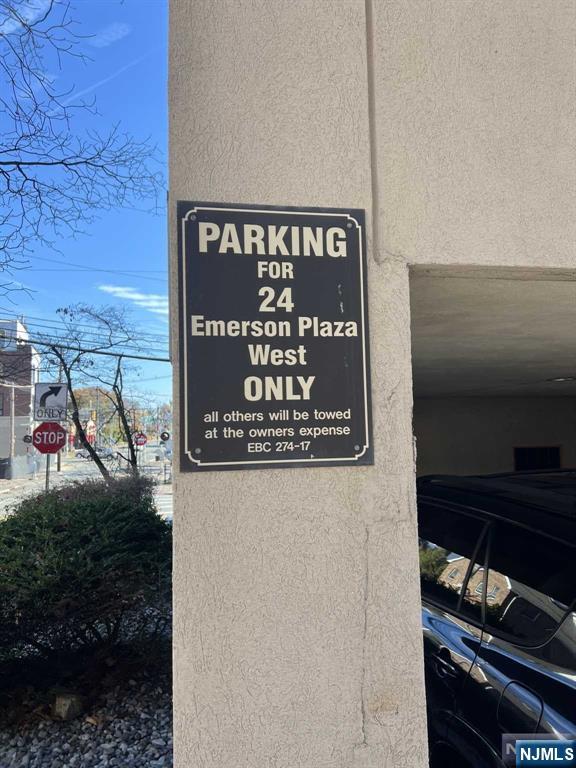 PARKING
FOR
24
Emerson Plaza
West
ONLY
all others will be towed
at the owners expense
EBC 274-17
ONLY
STOP
NJMLS